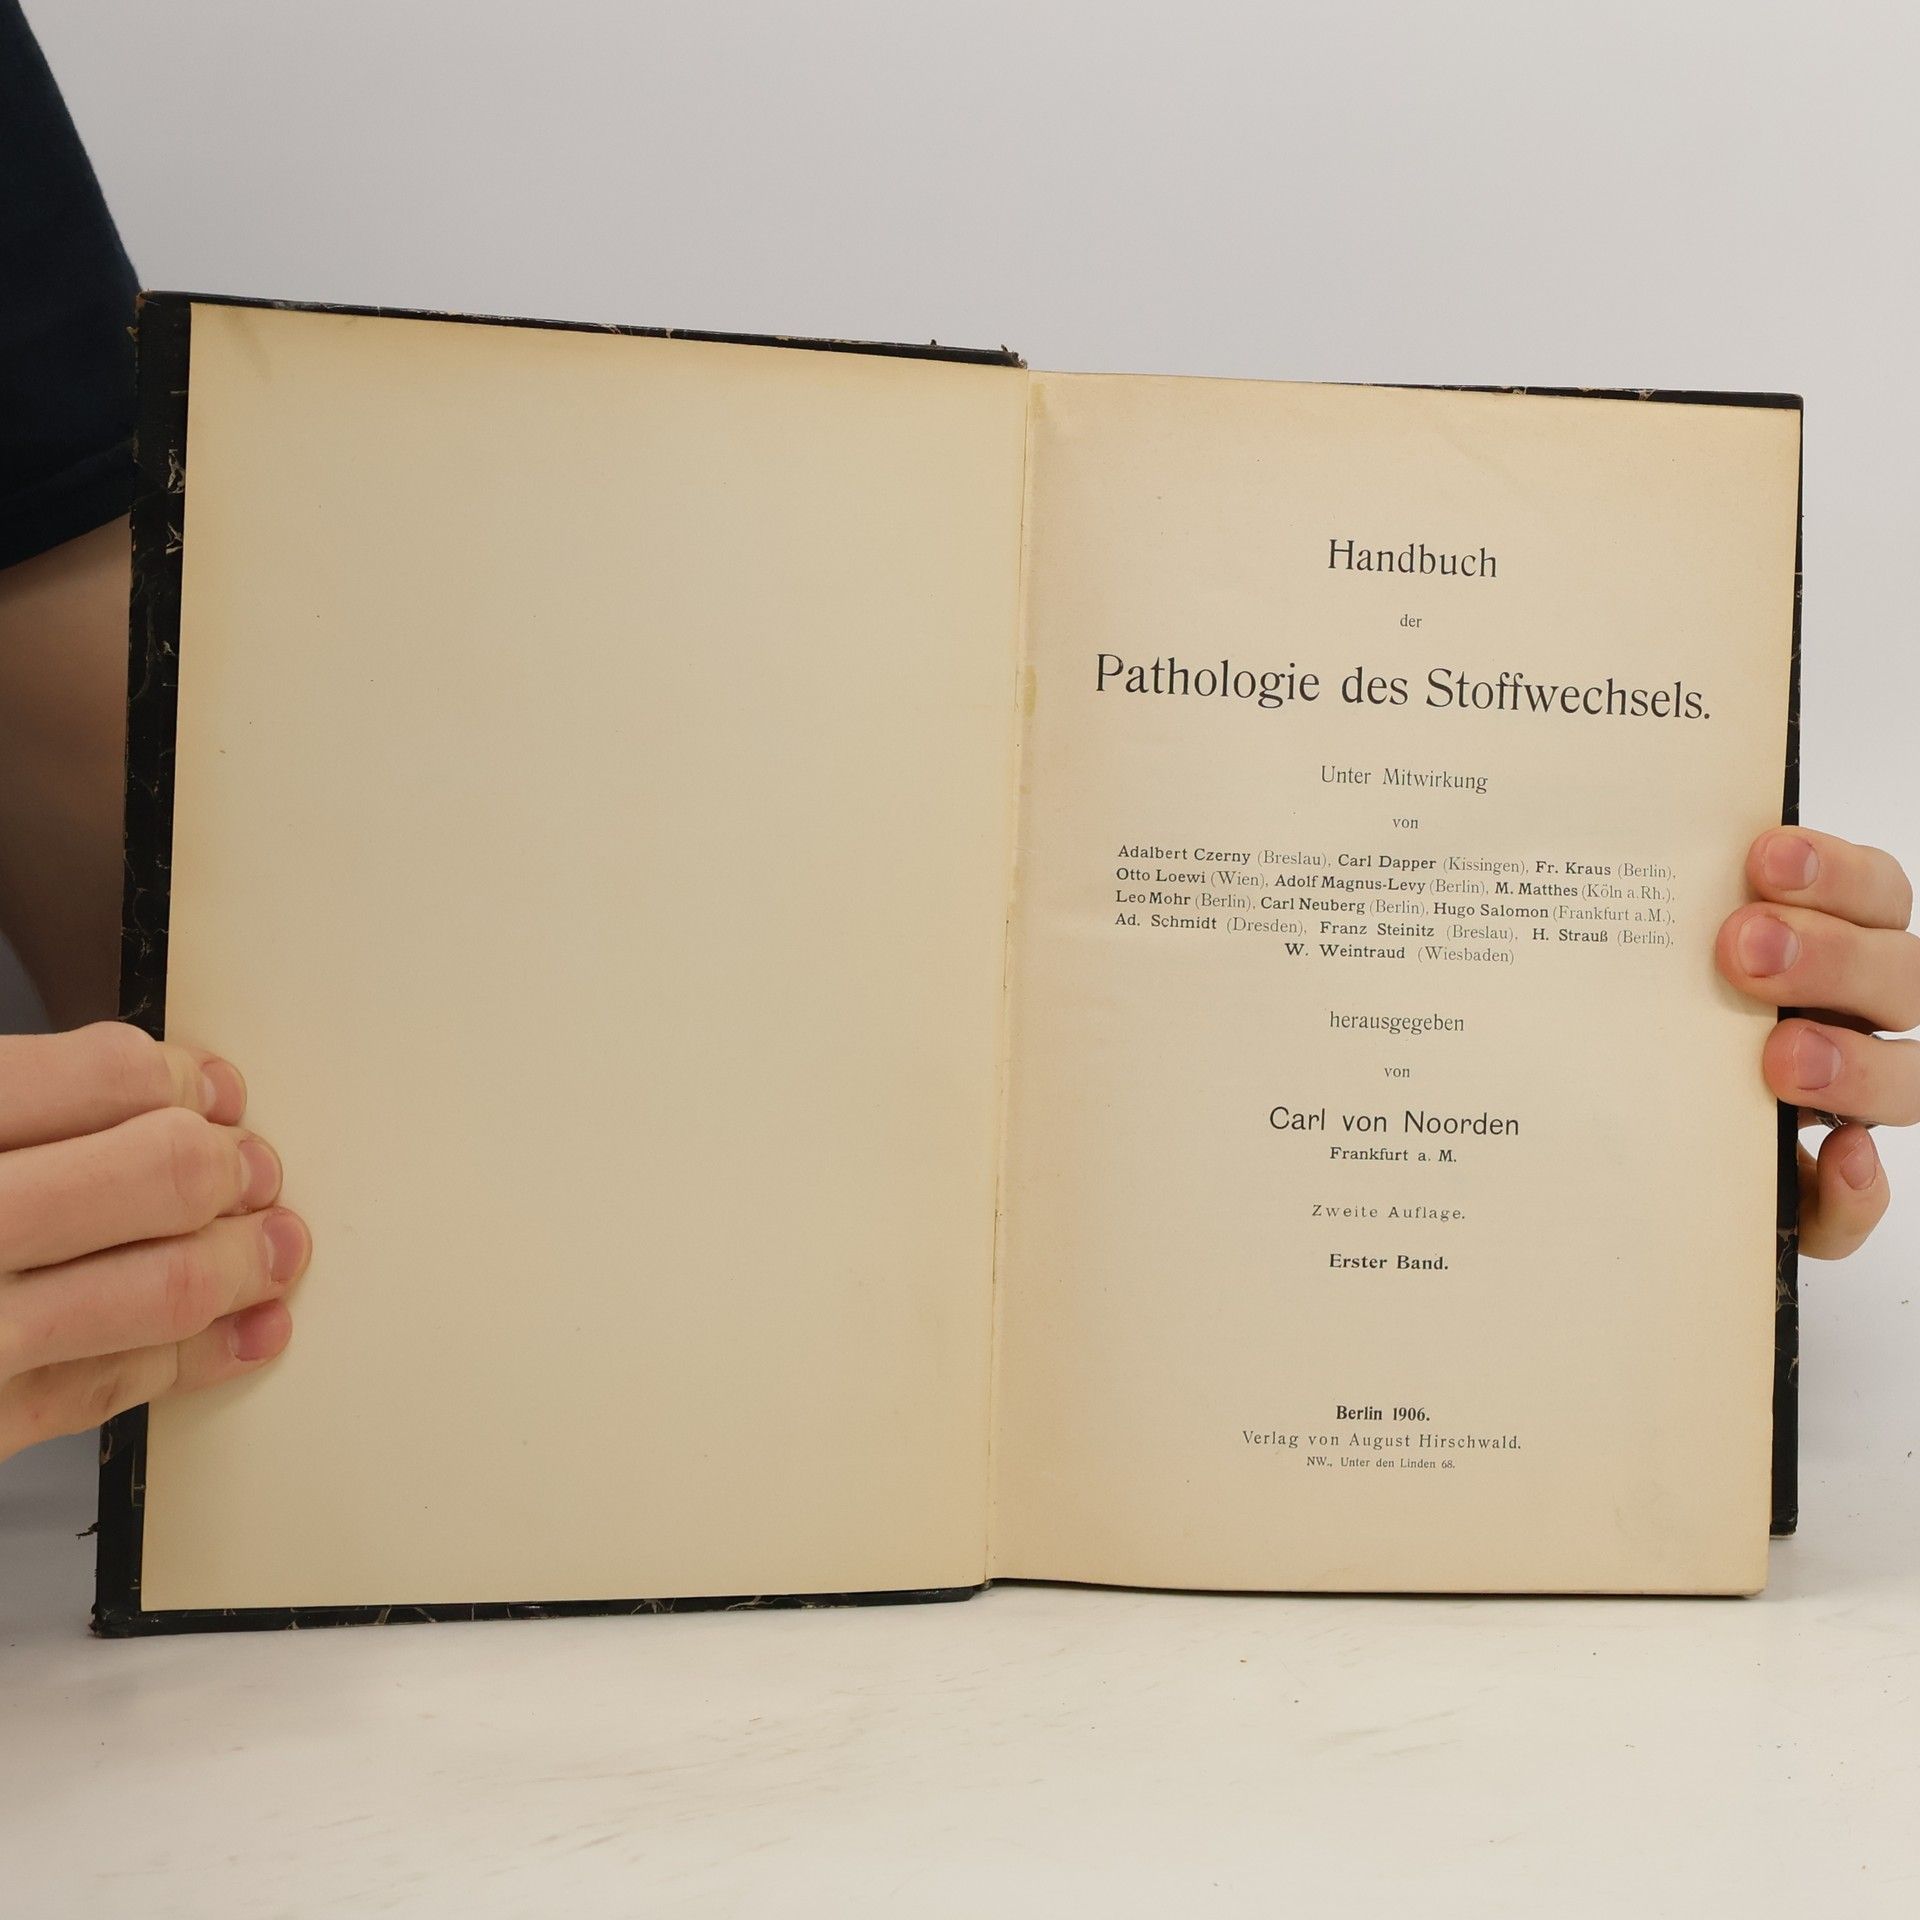 Handbuch
der
Pathologie des Stoffwechsels.
Unter Mitwirkung
von
Adalbert Czerny (Breslau), Carl Dapper (Kissingen), Fr. Kraus (Berlin),
Otto Loewi (Wien), Adolf Magnus-Levy (Berlin), M. Matthes (Köln a. Rh.),
Leo Mohr (Berlin), Carl Neuberg (Berlin), Hugo Salomon (Frankfurt a. M.),
Ad. Schmidt (Dresden), Franz Steinitz (Breslau), H. Strauß (Berlin),
W. Weintraud (Wiesbaden)
herausgegeben
von
Carl von Noorden
Frankfurt a. M.
Zweite Auflage.
Erster Band.
Berlin 1906.
Verlag von August Hirschwald.
NW., Unter den Linden 68.